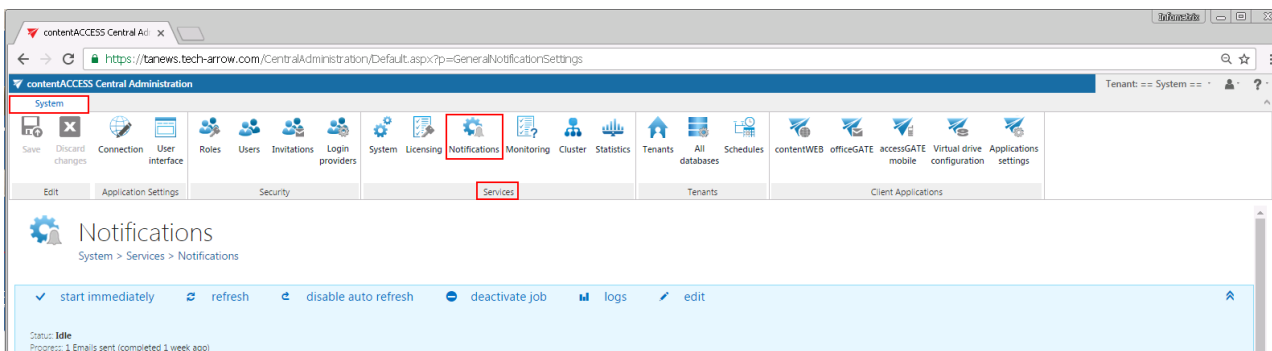 Infometrix
contentACCESS Central Ad
https://tanews.tech-arrow.com/CentralAdministration/Default.aspx?p=GeneralNotificationSettings
contentACCESS Central Administration
Tenant: == System ==
?
System
Save
Discard changes
Connection
User interface
Roles
Users
Invitations
Login providers
System
Licensing
Notifications
Monitoring
Cluster
Statistics
Tenants
All databases
Schedules
contentWEB
officeGATE
accessGATE mobile
Virtual drive configuration
Applications settings
Edit
Application Settings
Security
Services
Tenants
Client Applications
Notifications
System > Services > Notifications
start immediately
refresh
disable auto refresh
deactivate job
logs
edit
Status: Idle
Progress: 1 Emails sent (completed 1 week ago)